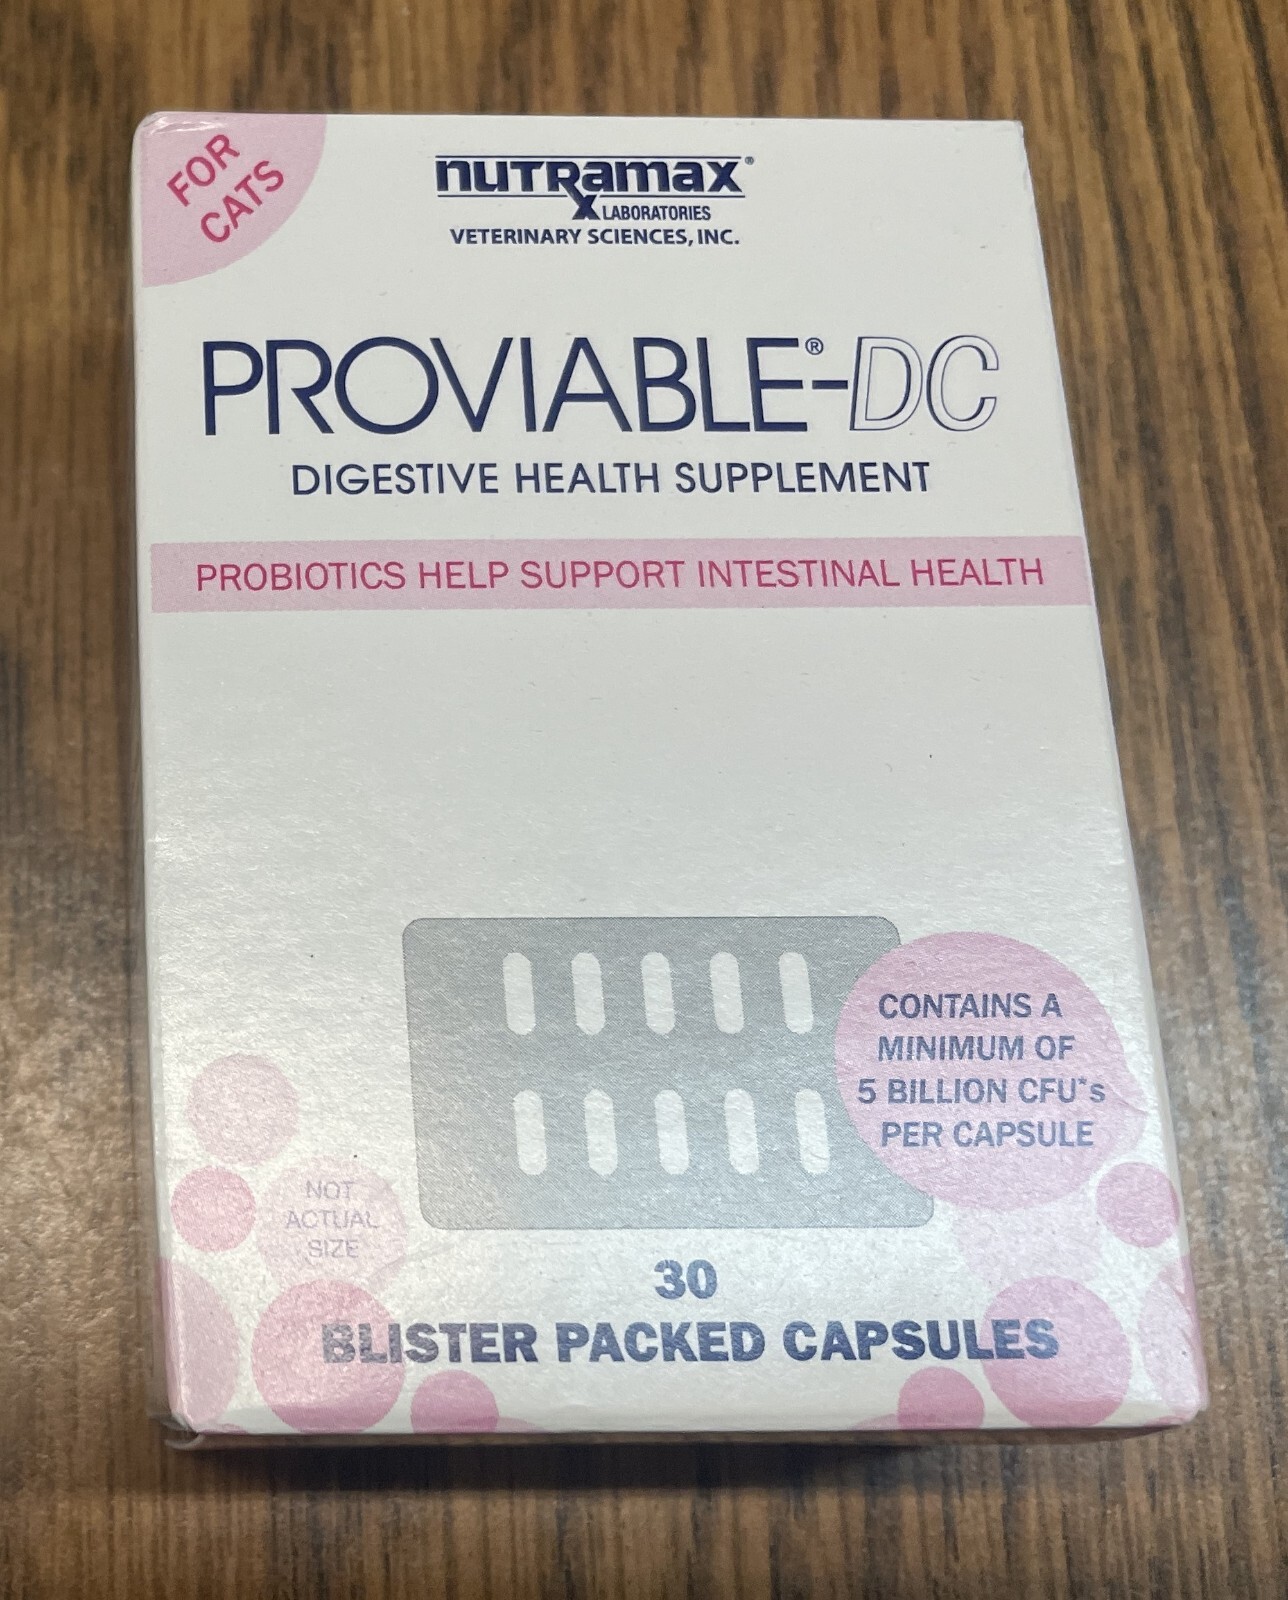 FOR
CATS
nutramax®
LABORATORIES
VETERINARY SCIENCES, INC.
PROVIABLE®-DC
DIGESTIVE HEALTH SUPPLEMENT
PROBIOTICS HELP SUPPORT INTESTINAL HEALTH
CONTAINS A
MINIMUM OF
5 BILLION CFU*s
PER CAPSULE
NOT
ACTUAL
SIZE
30
BLISTER PACKED CAPSULES